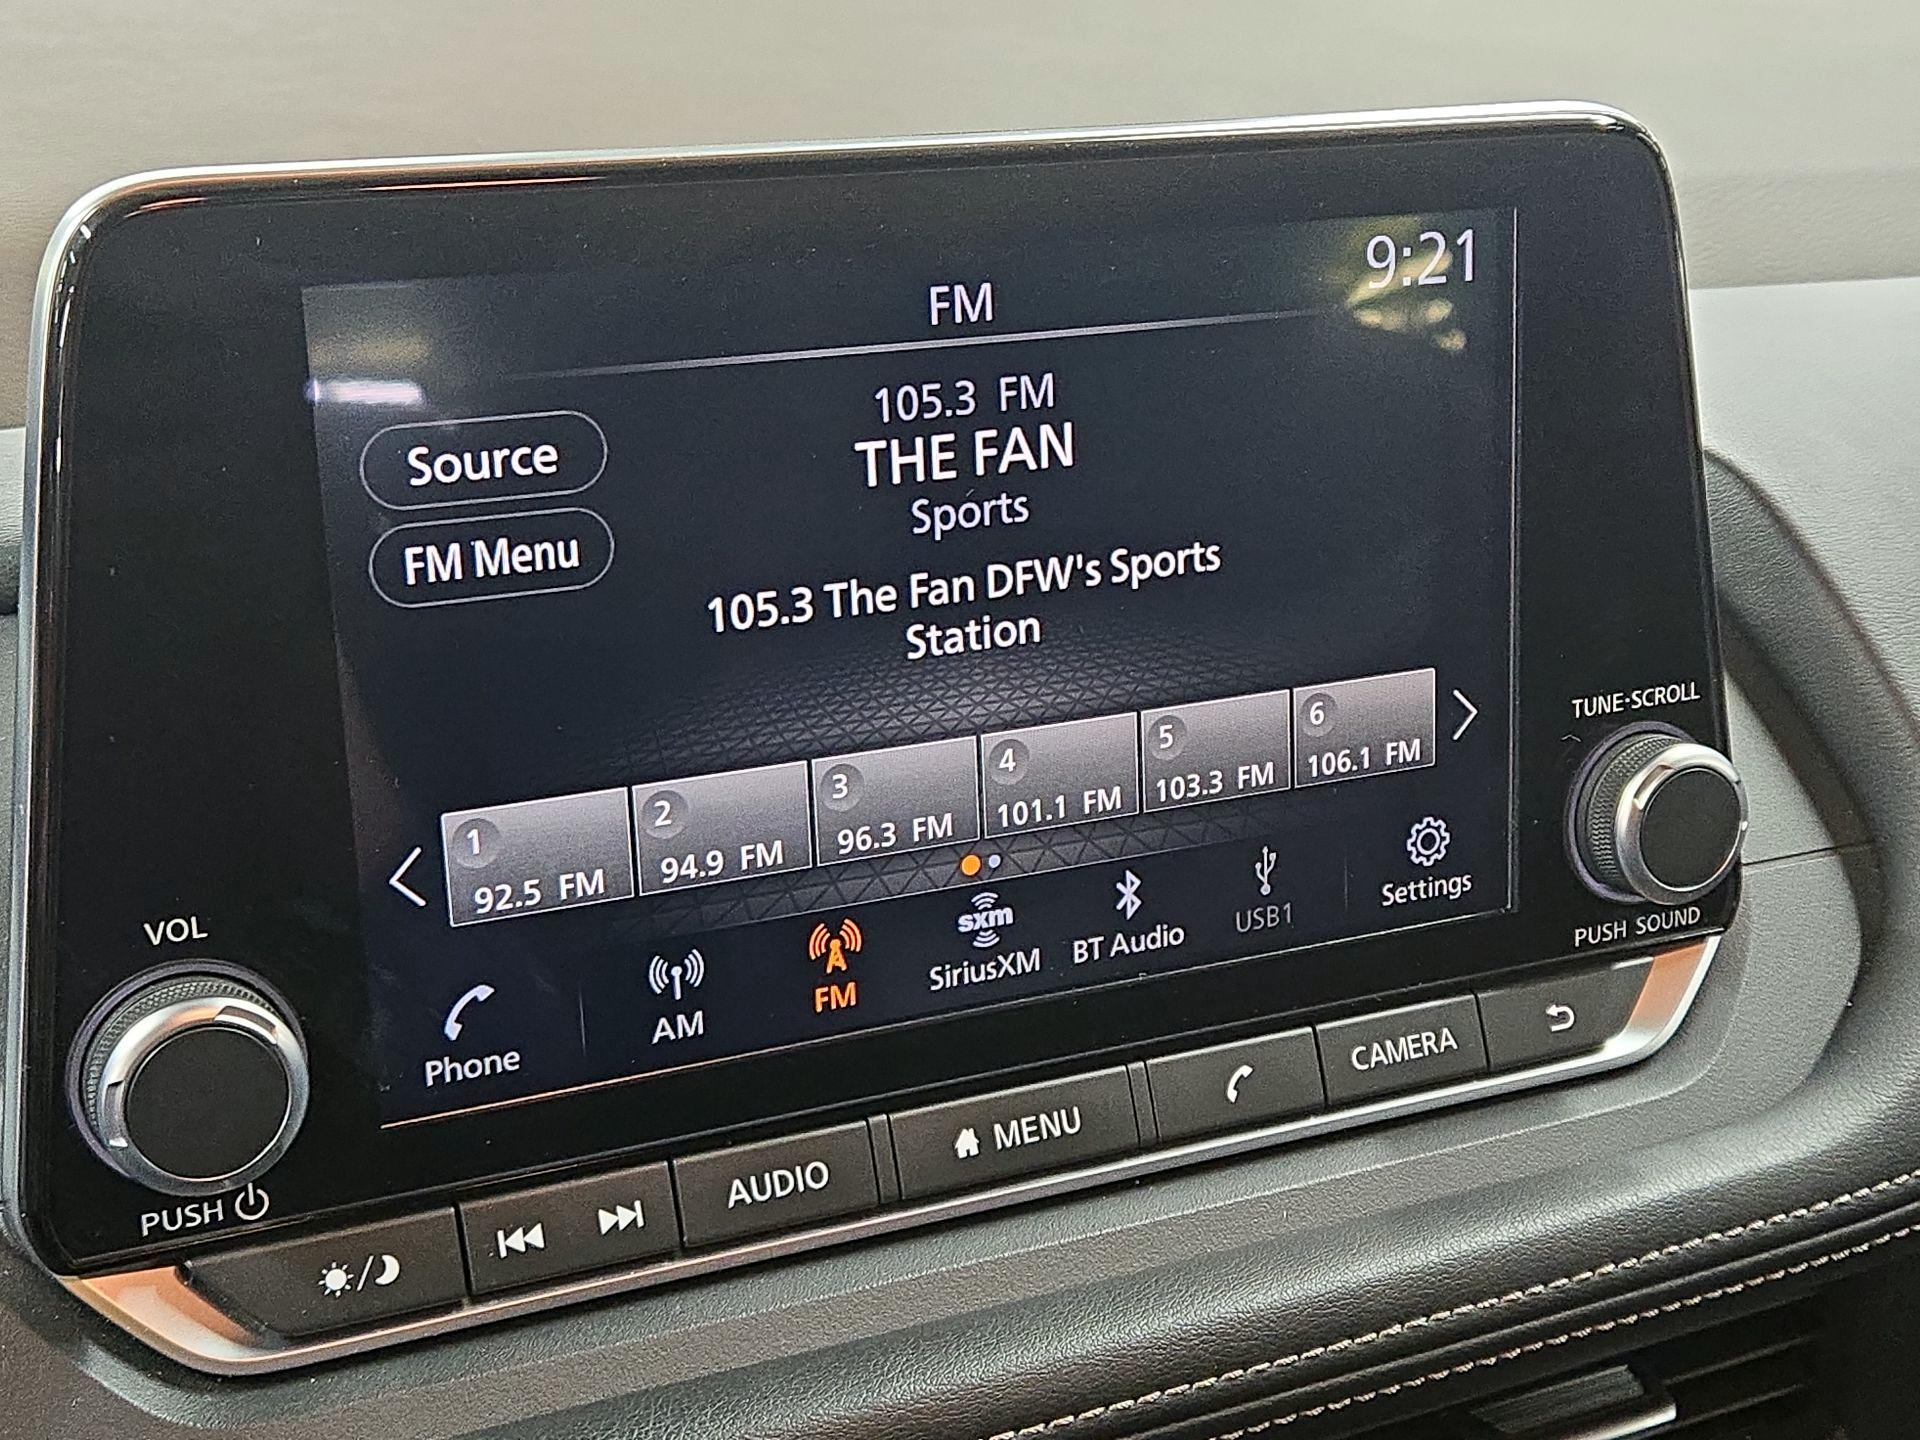 9:21
FM
105.3 FM
THE FAN
Sports
105.3 The Fan DFW's Sports
Station
Source
FM Menu
1
92.5 FM
2
94.9 FM
3
96.3 FM
4
101.1 FM
5
103.3 FM
6
106.1 FM
Phone
AM
FM
sxm
SiriusXM
BT Audio
USB1
Settings
VOL
PUSH
TUNE·SCROLL
PUSH SOUND
AUDIO
MENU
CAMERA